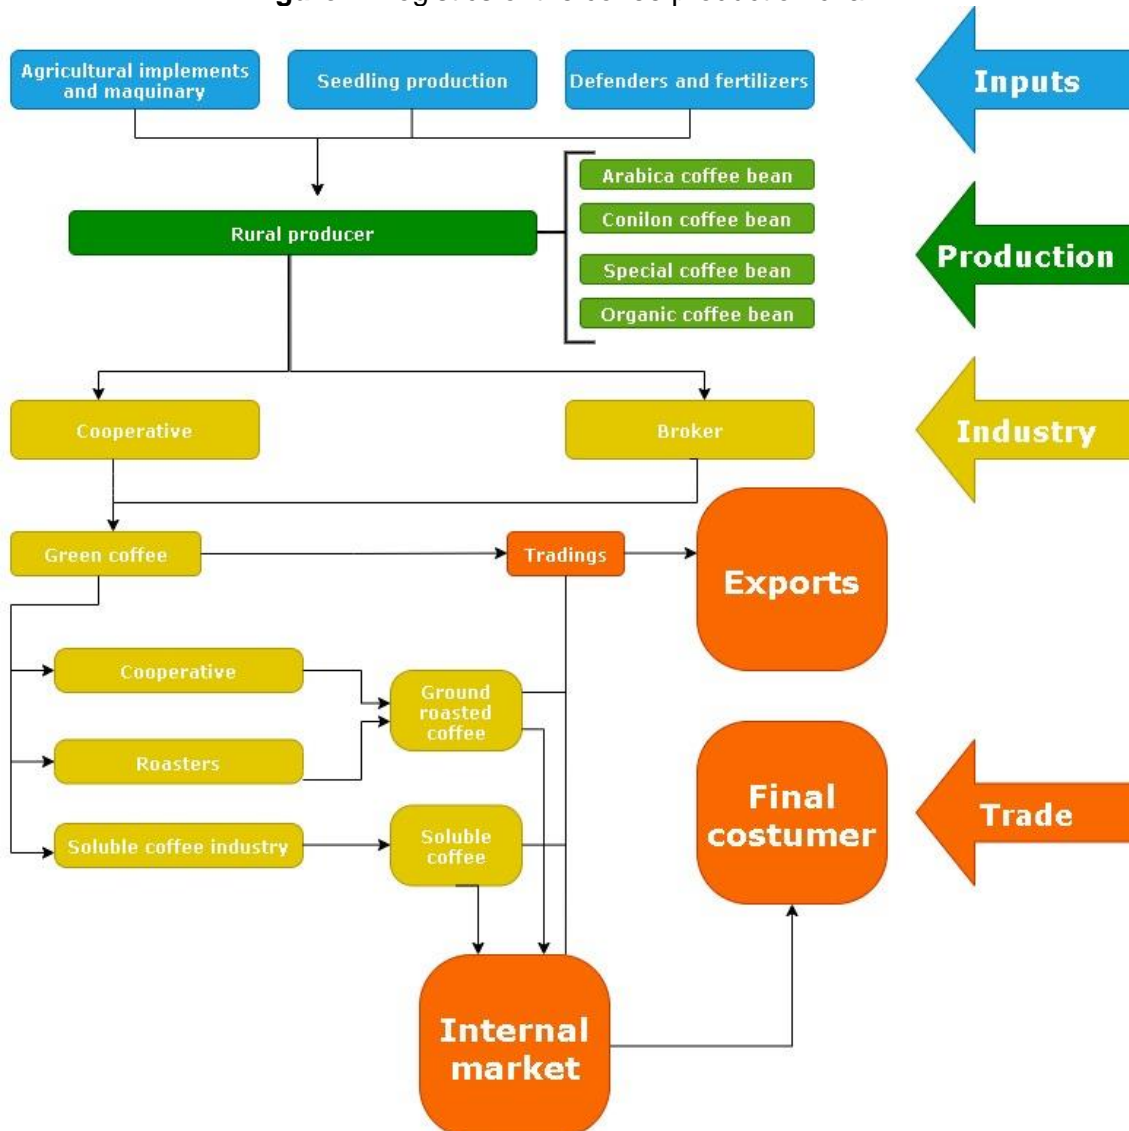 Agricultural implements
and maquinary
Seedling production
Defenders and fertilizers
Inputs
Arabica coffee bean
Conilon coffee bean
Rural producer
Special coffee bean
Organic coffee bean
Production
Cooperative
Broker
Industry
Green coffee
Tradings
Exports
Cooperative
Roasters
Ground
roasted
coffee
Soluble coffee industry
Soluble
coffee
Final
costumer
Trade
Internal
market